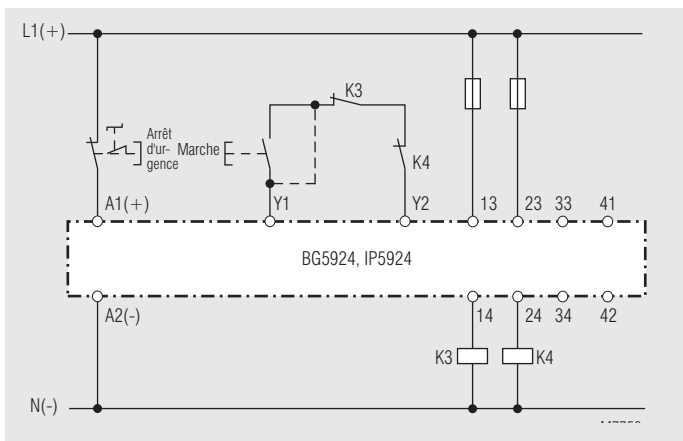 L1(+)
K3
Arrêt
d'ur-
gence
Marche
K4
A1(+)
Y1
Y2
13
23
33
41
BG5924, IP5924
A2(-)
14
24
34
42
K3
K4
N(-)